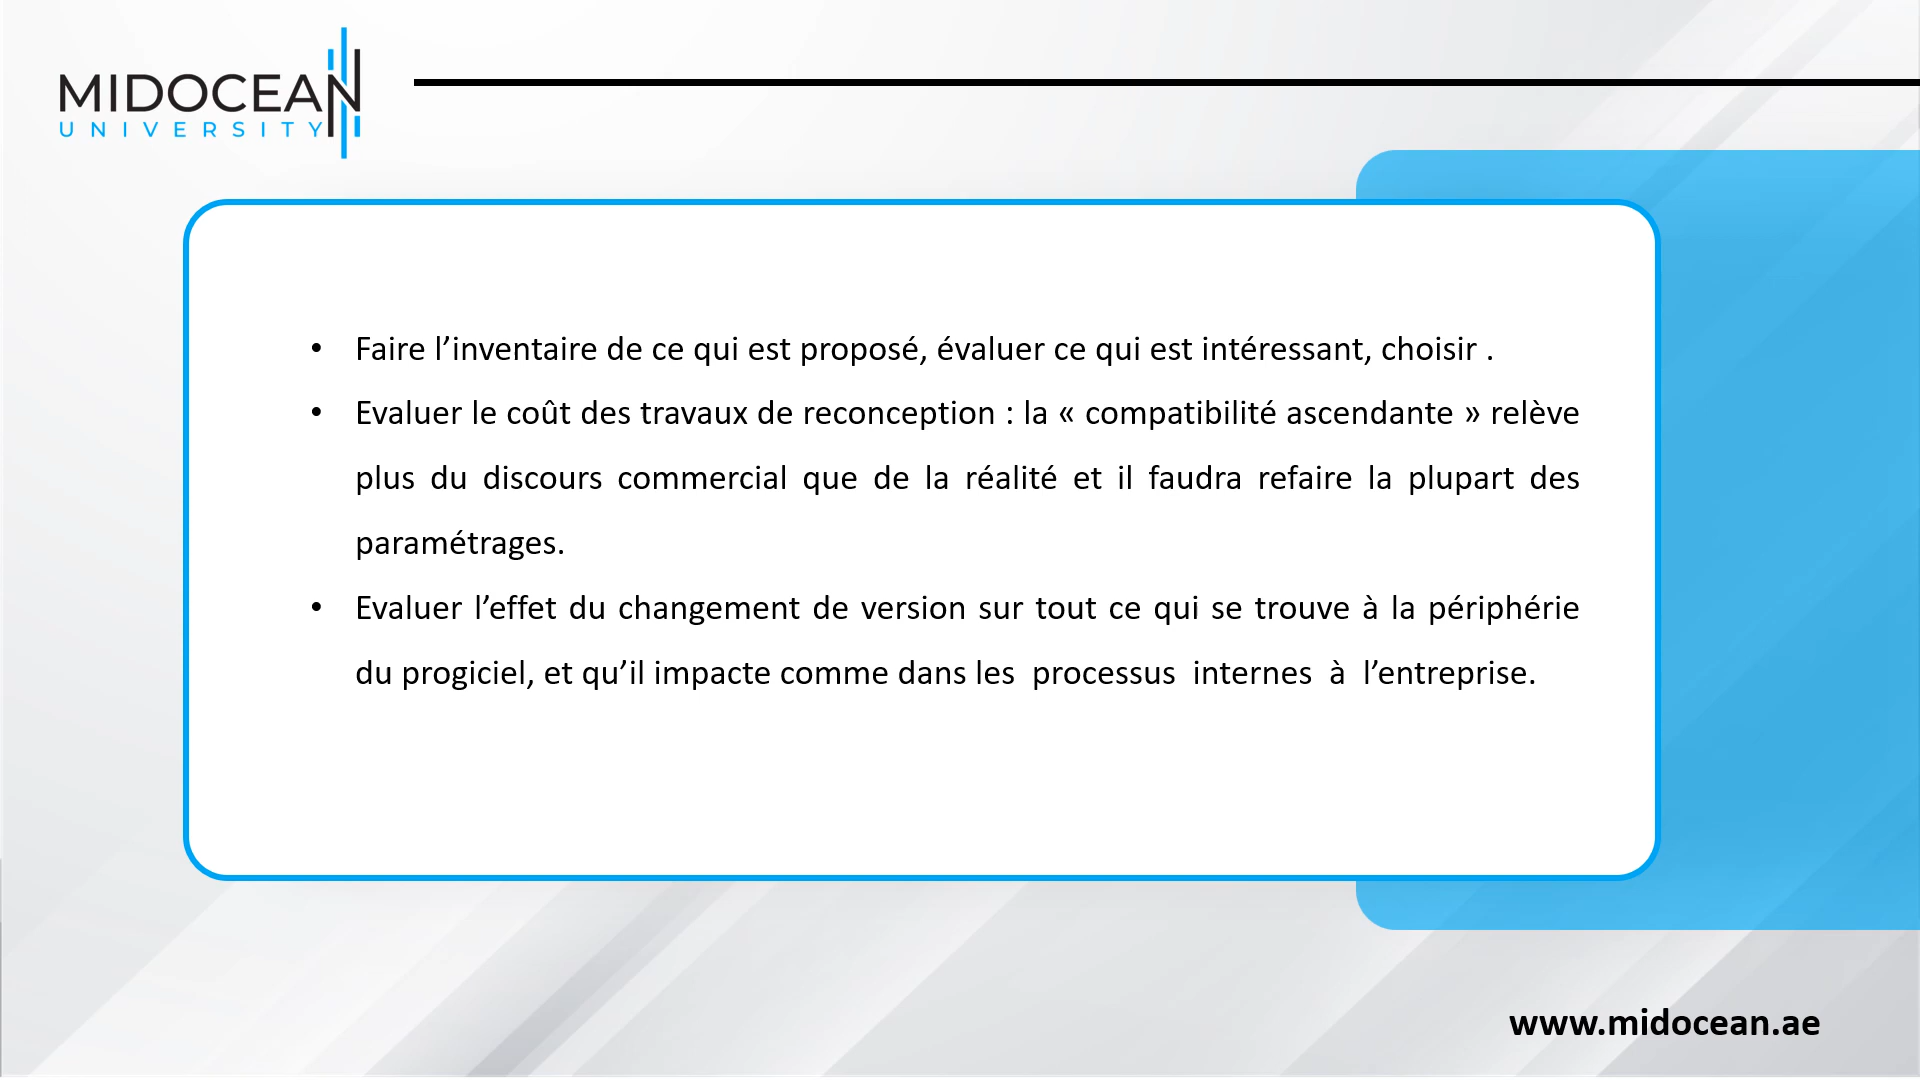 MIDOCEAN
UNIVERSITY
• Faire l’inventaire de ce qui est proposé, évaluer ce qui est intéressant, choisir .
• Evaluer le coût des travaux de reconception : la « compatibilité ascendante » relève
plus du discours commercial que de la réalité et il faudra refaire la plupart des
paramétrages.
• Evaluer l’effet du changement de version sur tout ce qui se trouve à la périphérie
du progiciel, et qu’il impacte comme dans les processus internes à l’entreprise.
www.midocean.ae